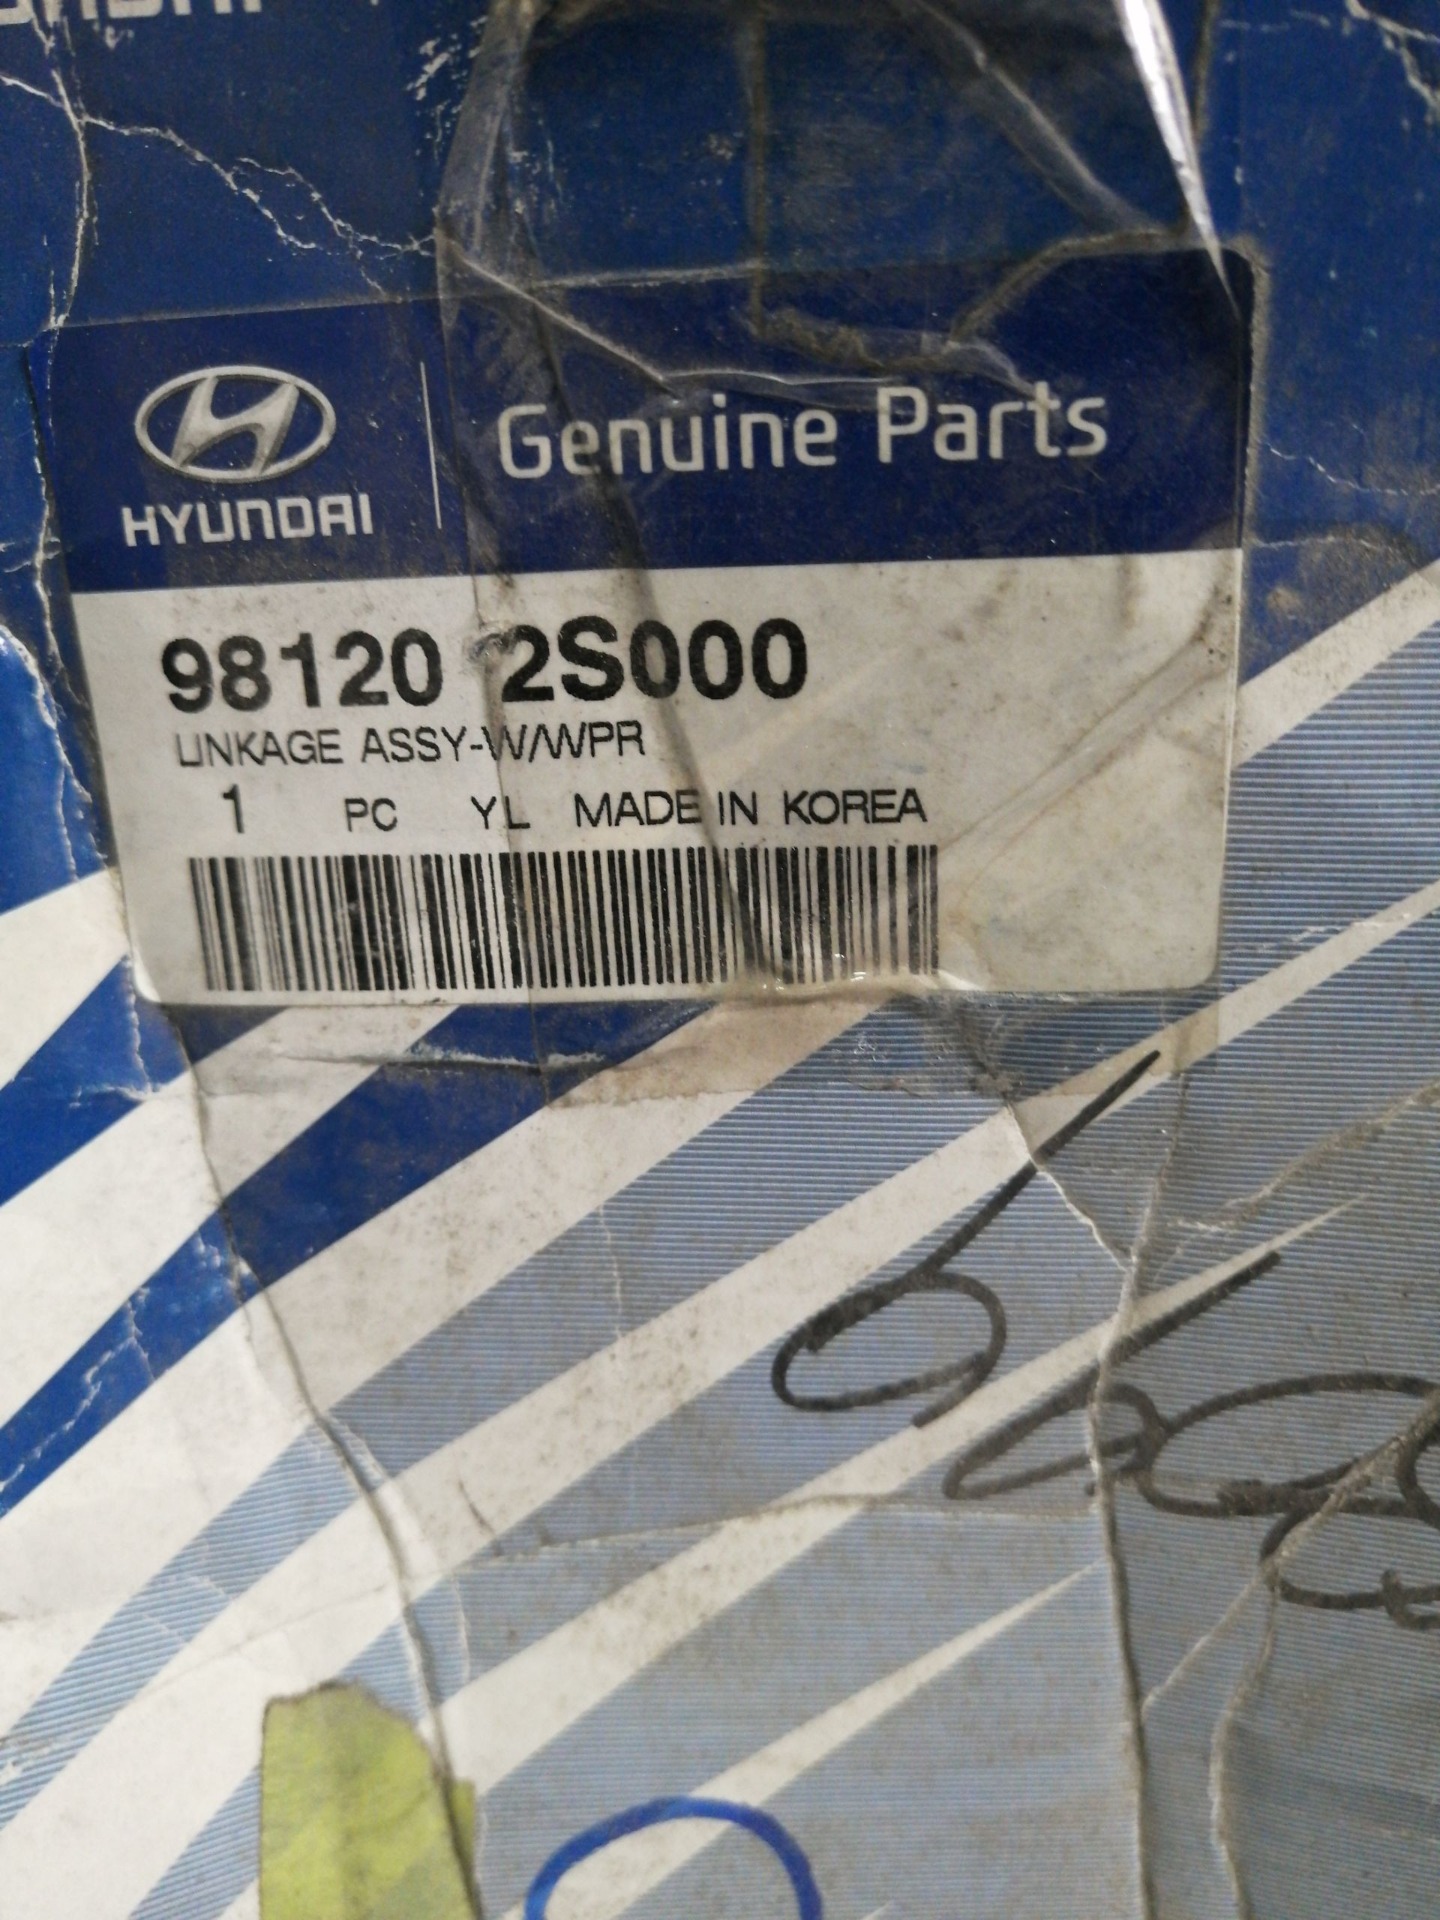 HYUNDAI
Genuine Parts
98120 2S000
LINKAGE ASSY-W/WPR
1 PC YL MADE IN KOREA